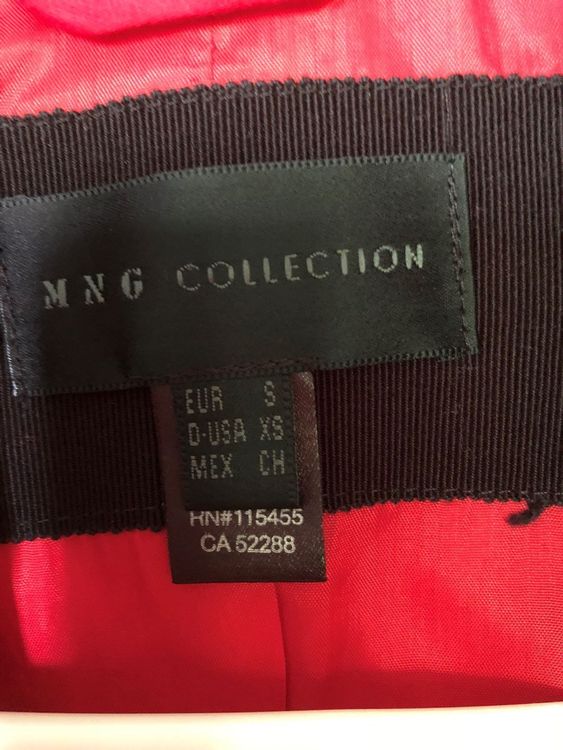 MNG COLLECTION
EUR S
D-USA XS
MEX CH
RN#115455
CA 52288